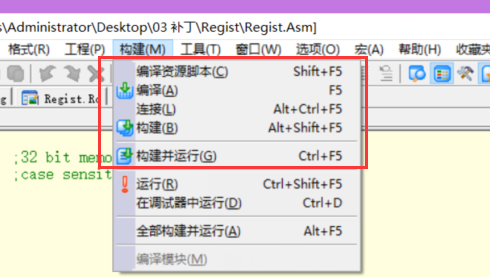 s\Administrator\Desktop\03 补丁\Regist\Regist.Asm]
格式(R) 工程(P) 构建(M) 工具(T) 窗口(W) 选项(O) 宏(A) 帮助(H) 收藏夹
编译资源脚本(C) Shift+F5
编译(A) F5
g Regist.Rc
连接(L) Alt+Ctrl+F5
构建(B) Alt+Shift+F5
;32 bit memo
构建并运行(G) Ctrl+F5
;case sensit
运行(R) Ctrl+Shift+F5
在调试器中运行(D) Ctrl+D
全部构建并运行(A) Alt+F5
编译模块(M)